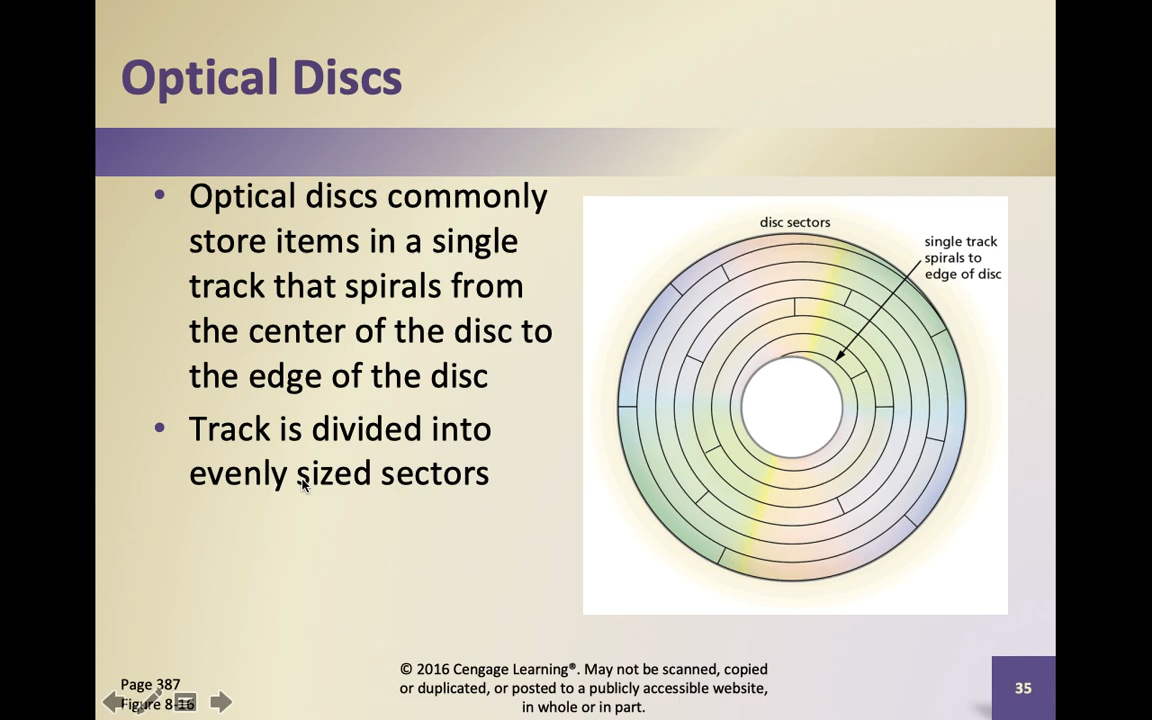 Optical Discs
• Optical discs commonly
store items in a single
track that spirals from
the center of the disc to
the edge of the disc
• Track is divided into
evenly sized sectors
disc sectors
single track
spirals to
edge of disc
Page 387
Figure 8-16
© 2016 Cengage Learning®. May not be scanned, copied
or duplicated, or posted to a publicly accessible website,
in whole or in part.
35